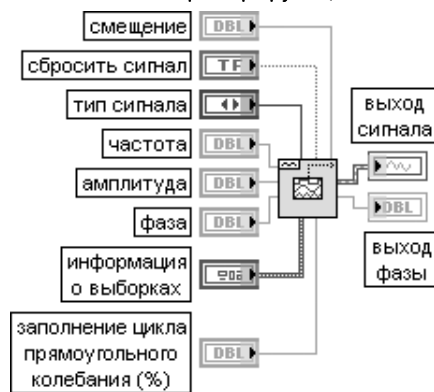 смещение
DBL
сбросить сигнал
TF
тип сигнала
частота
DBL
амплитуда
DBL
фаза
DBL
информация
о выборках
заполнение цикла
прямоугольного
колебания (%)
DBL
выход
сигнала
DBL
выход
фазы